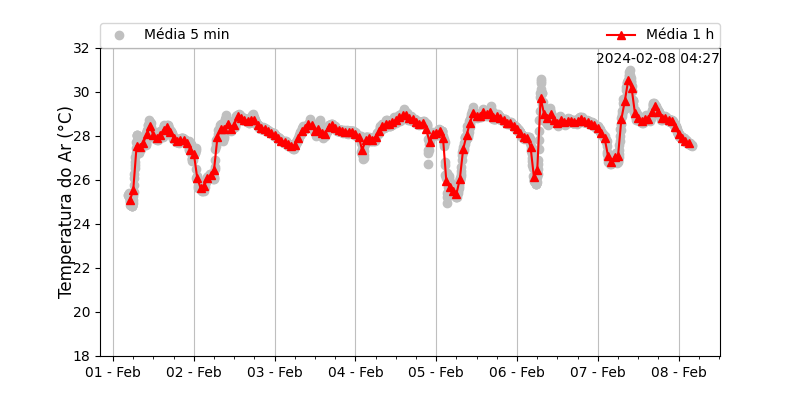 Média 5 min
Média 1 h
2024-02-08 04:27
Temperatura do Ar (°C)
32
30
28
26
24
22
20
18
01 - Feb
02 - Feb
03 - Feb
04 - Feb
05 - Feb
06 - Feb
07 - Feb
08 - Feb